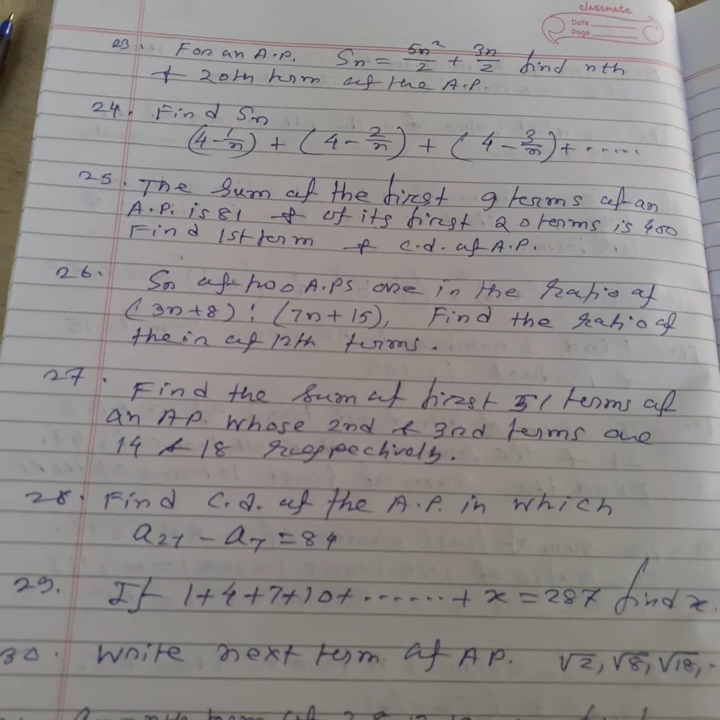 classmate
Date
Page
23. For an A.P. Sn = 5n²/2 + 3n/2 find nth
& 20th term of the A.P.
24. Find Sn
(4-1/n) + (4-2/n) + (4-3/n) + .....
25. The Sum of the first 9 terms of an
A.P. is 81 & of its first 20 terms is 400
Find 1st term & c.d. of A.P.
26. Sn of two A.Ps are in the ratio of
(3n+8) : (7n+15), Find the ratio of
their of 12th terms.
27. Find the sum of first 51 terms of
an AP. whose 2nd & 3rd terms are
14 & 18 respectively.
28. Find C.d. of the A.P. in which
a21 - a7 = 84
29. If 1+4+7+10+ ...... + x = 287 find x.
30. Write next term of AP. √2, √8, √18, ..